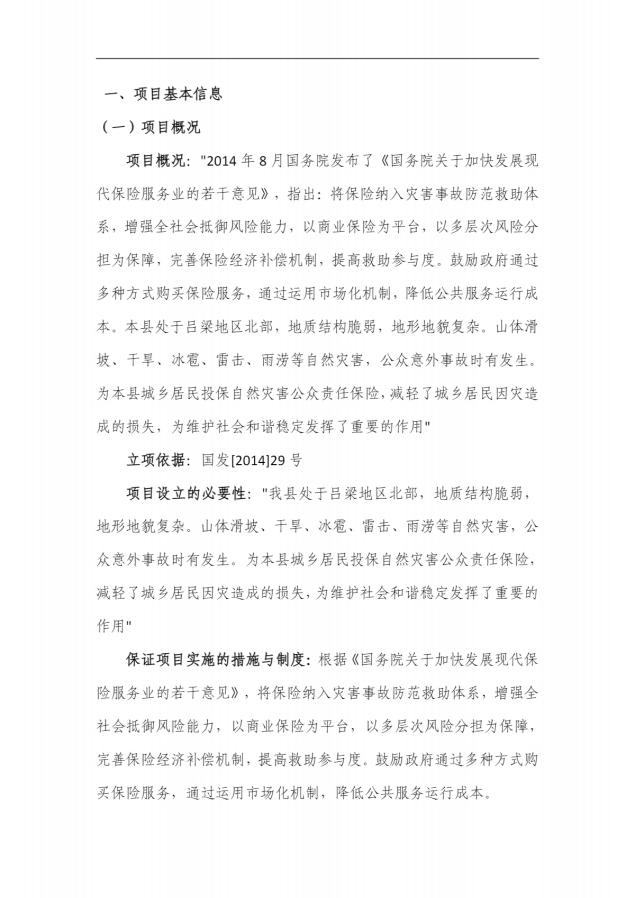 一、项目基本信息
（一）项目概况
项目概况："2014 年 8 月国务院发布了《国务院关于加快发展现
代保险服务业的若干意见》，指出：将保险纳入灾害事故防范救助体
系，增强全社会抵御风险能力，以商业保险为平台，以多层次风险分
担为保障，完善保险经济补偿机制，提高救助参与度。鼓励政府通过
多种方式购买保险服务，通过运用市场化机制，降低公共服务运行成
本。本县处于吕梁地区北部，地质结构脆弱，地形地貌复杂。山体滑
坡、干旱、冰雹、雷击、雨涝等自然灾害，公众意外事故时有发生。
为本县城乡居民投保自然灾害公众责任保险，减轻了城乡居民因灾造
成的损失，为维护社会和谐稳定发挥了重要的作用"
立项依据：国发[2014]29 号
项目设立的必要性："我县处于吕梁地区北部，地质结构脆弱，
地形地貌复杂。山体滑坡、干旱、冰雹、雷击、雨涝等自然灾害，公
众意外事故时有发生。为本县城乡居民投保自然灾害公众责任保险，
减轻了城乡居民因灾造成的损失，为维护社会和谐稳定发挥了重要的
作用"
保证项目实施的措施与制度：根据《国务院关于加快发展现代保
险服务业的若干意见》，将保险纳入灾害事故防范救助体系，增强全
社会抵御风险能力，以商业保险为平台，以多层次风险分担为保障，
完善保险经济补偿机制，提高救助参与度。鼓励政府通过多种方式购
买保险服务，通过运用市场化机制，降低公共服务运行成本。